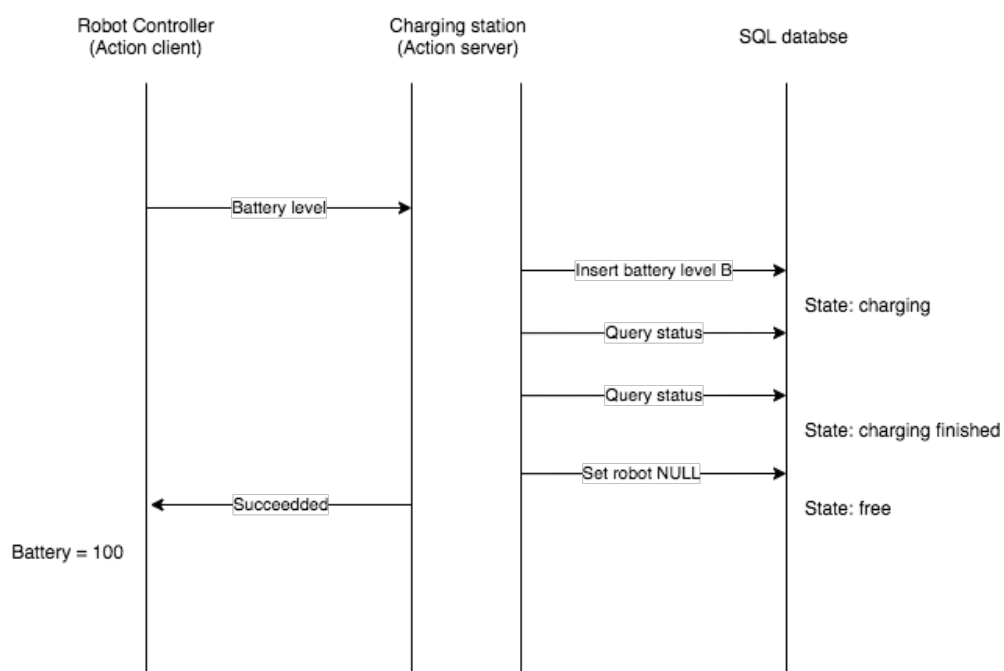 Robot Controller
(Action client)
Charging station
(Action server)
SQL databse
Battery level
Insert battery level B
State: charging
Query status
Query status
State: charging finished
Set robot NULL
Succeedded
State: free
Battery = 100